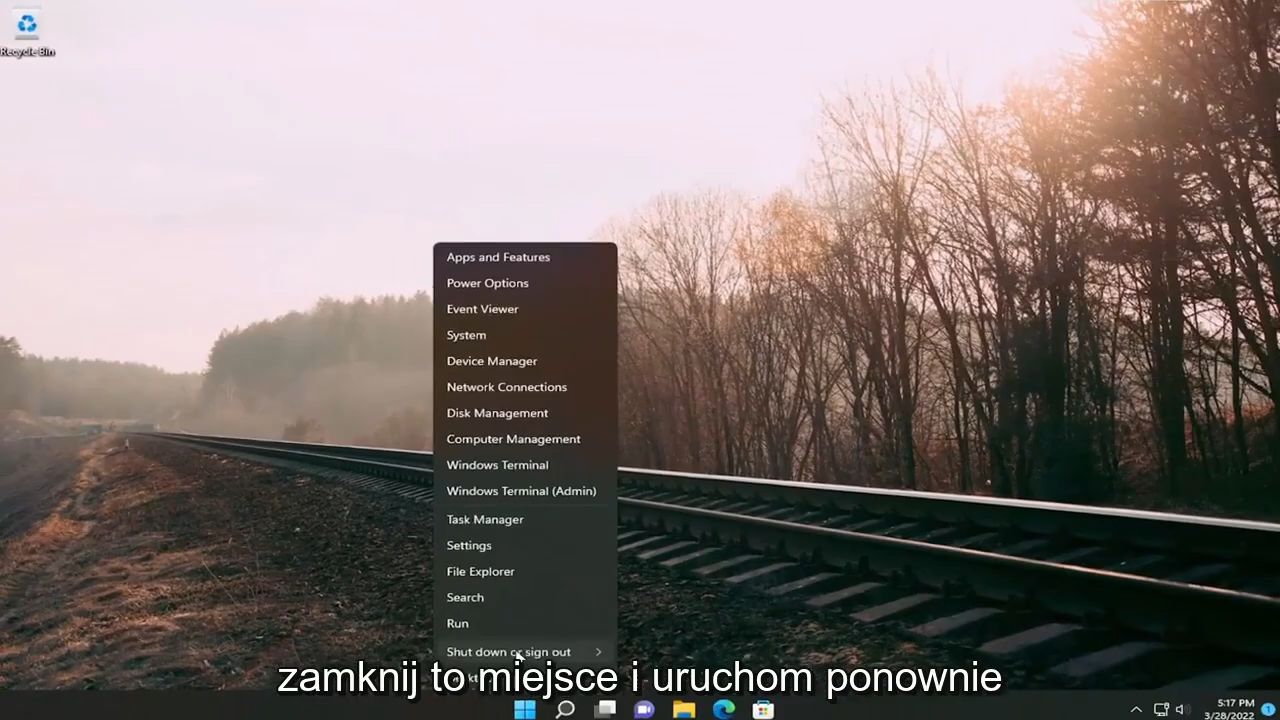 Recycle Bin
Apps and Features
Power Options
Event Viewer
System
Device Manager
Network Connections
Disk Management
Computer Management
Windows Terminal
Windows Terminal (Admin)
Task Manager
Settings
File Explorer
Search
Run
Shut down or sign out
zamknij to miejsce i uruchom ponownie
5:17 PM
3/28/2022
1